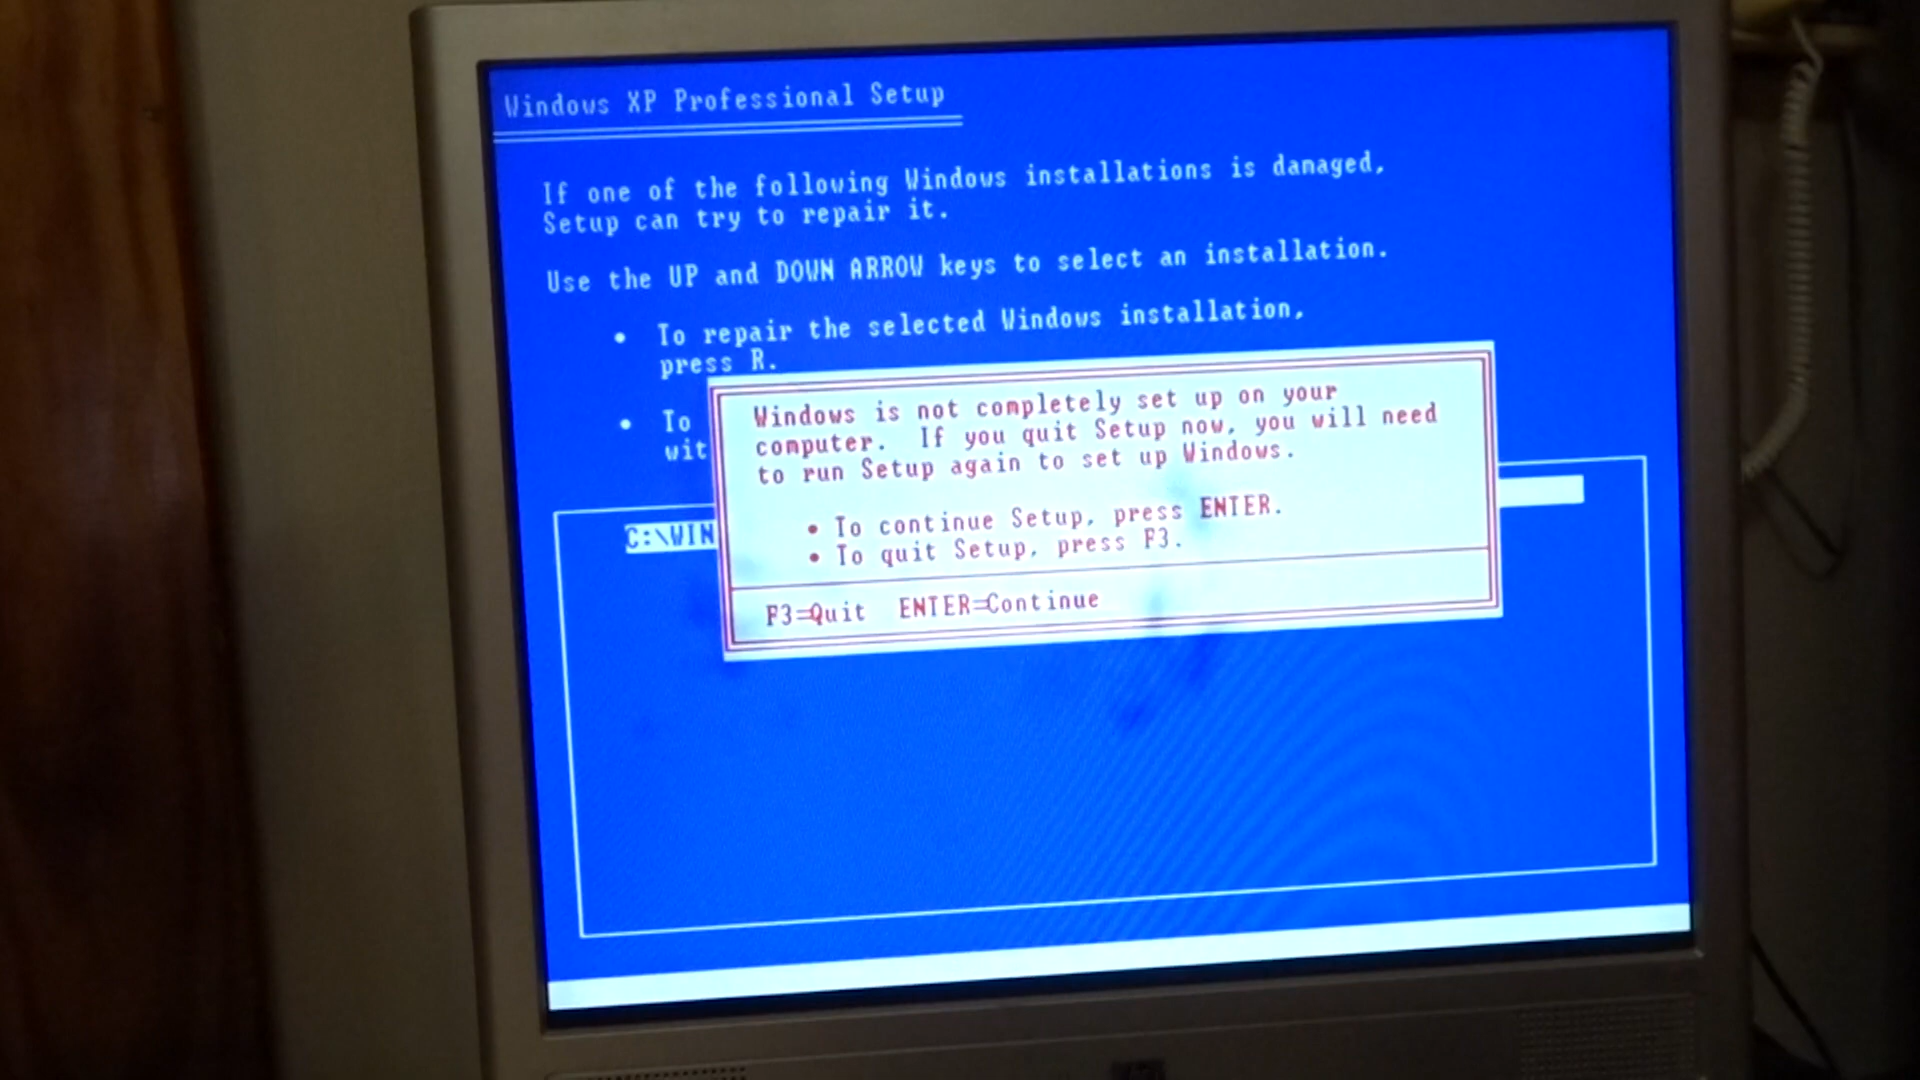 Windows XP Professional Setup
If one of the following Windows installations is damaged,
Setup can try to repair it.
Use the UP and DOWN ARROW keys to select an installation.
• To repair the selected Windows installation,
press R.
• To
wit
C:\WIN
Windows is not completely set up on your
computer. If you quit Setup now, you will need
to run Setup again to set up Windows.
• To continue Setup, press ENTER.
• To quit Setup, press F3.
F3=Quit ENTER=Continue